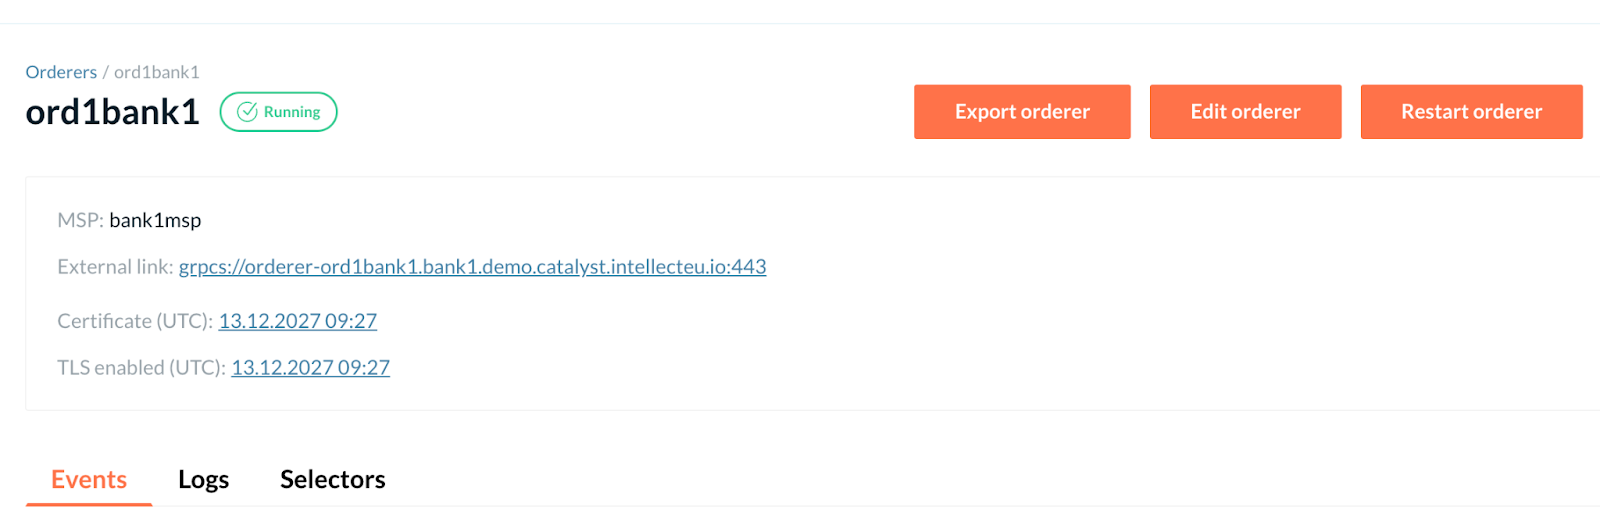 Orderers / ord1bank1
ord1bank1 Running Export orderer Edit orderer Restart orderer
MSP: bank1msp
External link: grpcs://orderer-ord1bank1.bank1.demo.catalyst.intellecteu.io:443
Certificate (UTC): 13.12.2027 09:27
TLS enabled (UTC): 13.12.2027 09:27
Events Logs Selectors